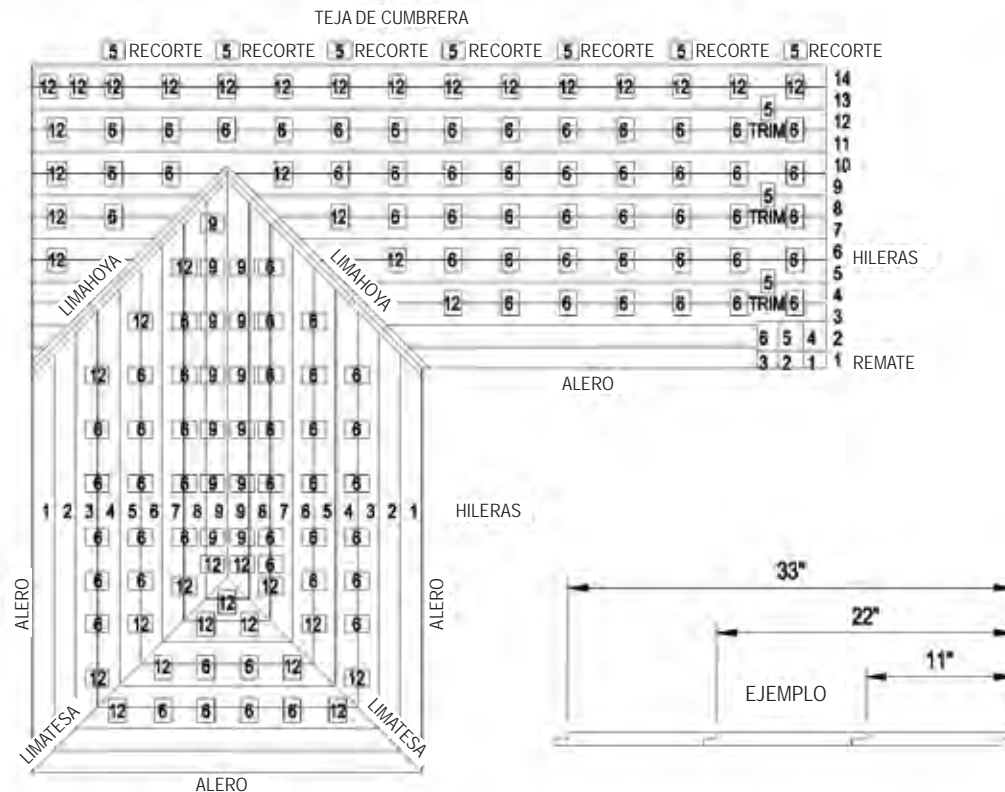 TEJA DE CUMBRERA
5 RECORTE 5 RECORTE 5 RECORTE 5 RECORTE 5 RECORTE 5 RECORTE 5 RECORTE
12 12 12 12 12 12 12 12 12 12 12 12 12 12 12 14
13
5
12 6 6 6 6 6 6 6 6 6 6 6 6 TRIM 6 12
11
12 6 6 12 6 6 6 6 6 6 6 6 6 10
9
5
12 6 12 6 6 6 6 6 6 6 TRIM 6 8
9
7
12 12 6 6 6 6 6 6 6 6 HILERAS
LIMAHOYA
LIMAHOYA
12 9 9 6
5
5
12 6 6 6 6 6 TRIM 6 4
12 6 9 9 6 6
3
6 5 4 2
3 2 1 1 REMATE
ALERO
12 6 6 9 9 6 6 6
6 6 6 9 9 6 6 6
6 6 6 9 9 6 6 6
1 2 3 4 5 6 7 8 9 9 8 7 6 5 4 3 2 1 HILERAS
6 6 6 9 9 6 6 6
12 12 6
6 6 12 12 6 6
12
ALERO
ALERO
6 6 12 12 6 6
12 6 6 12
12 12
12 6 6 6 6 12
LIMATESA
LIMATESA
ALERO
33"
22"
11"
EJEMPLO